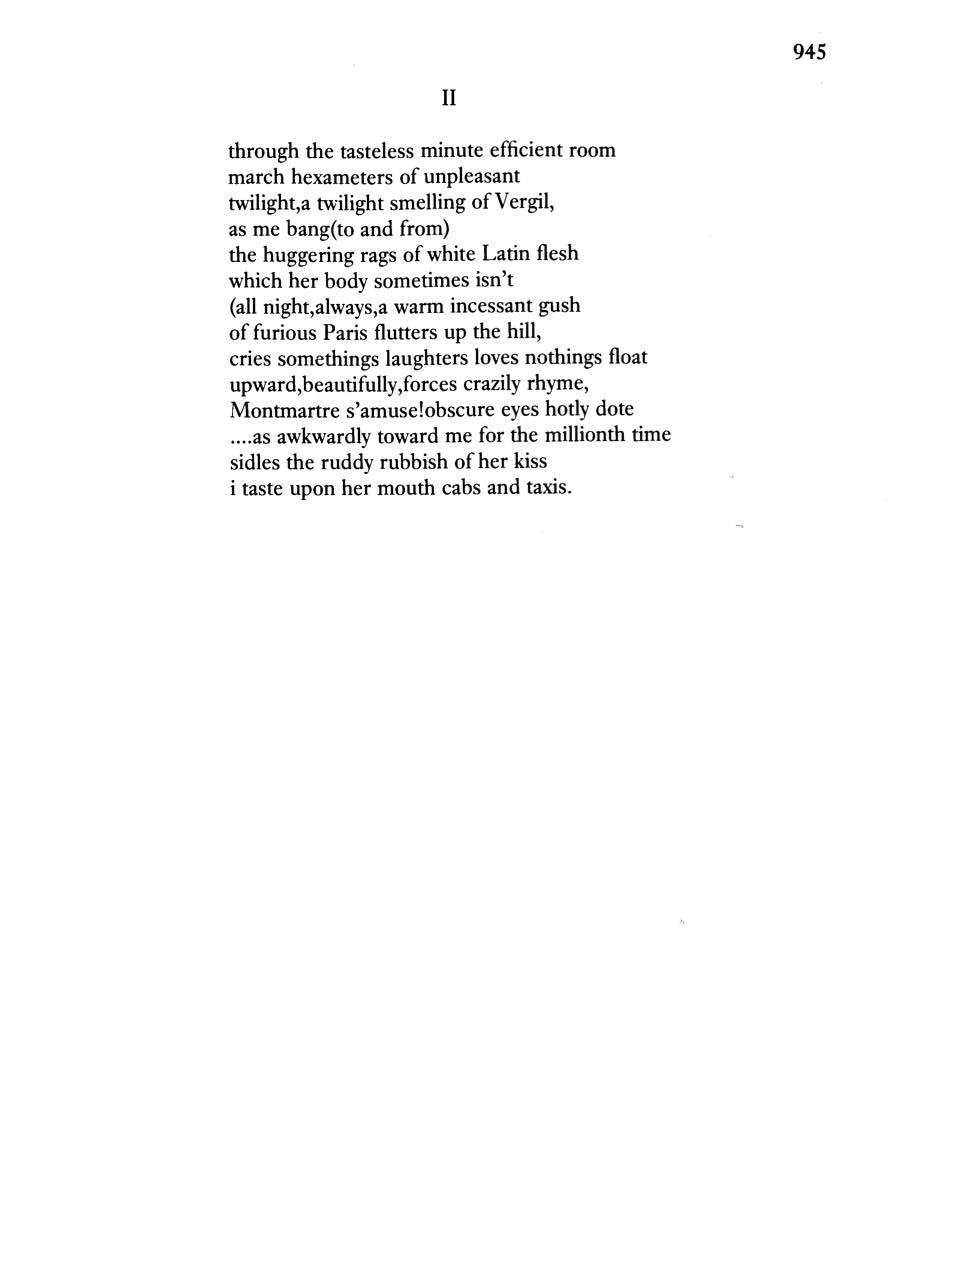 945
II
through the tasteless minute efficient room
march hexameters of unpleasant
twilight,a twilight smelling of Vergil,
as me bang(to and from)
the huggering rags of white Latin flesh
which her body sometimes isn't
(all night,always,a warm incessant gush
of furious Paris flutters up the hill,
cries somethings laughters loves nothings float
upward,beautifully,forces crazily rhyme,
Montmartre s'amuse!obscure eyes hotly dote
....as awkwardly toward me for the millionth time
sidles the ruddy rubbish of her kiss
i taste upon her mouth cabs and taxis.